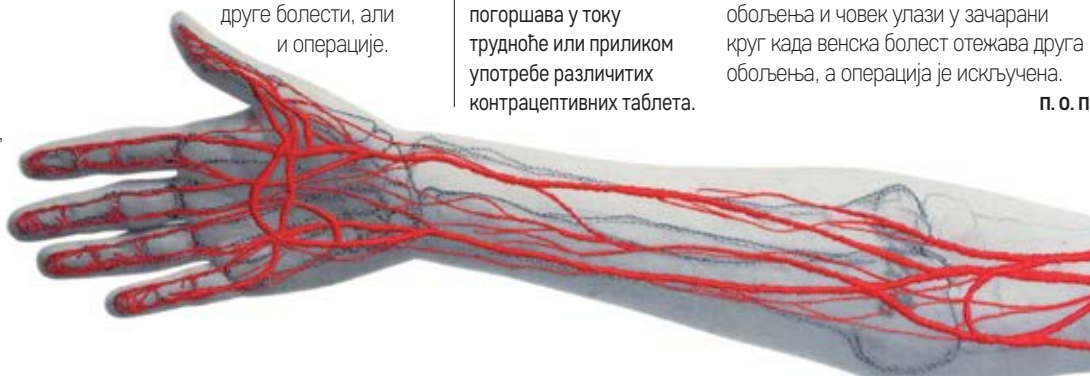 друге болести, али
и операције.
погоршава у току
трудноће или приликом
употребе различитих
контрацептивних таблета.
обољења и човек улази у зачарани
круг када венска болест отежава друга
обољења, а операција је искључена.
П. О. П